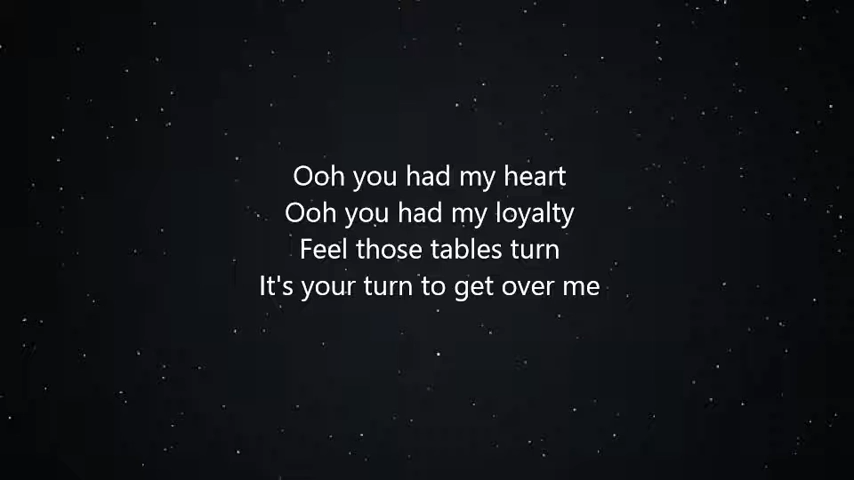 Ooh you had my heart
Ooh you had my loyalty
Feel those tables turn
It's your turn to get over me